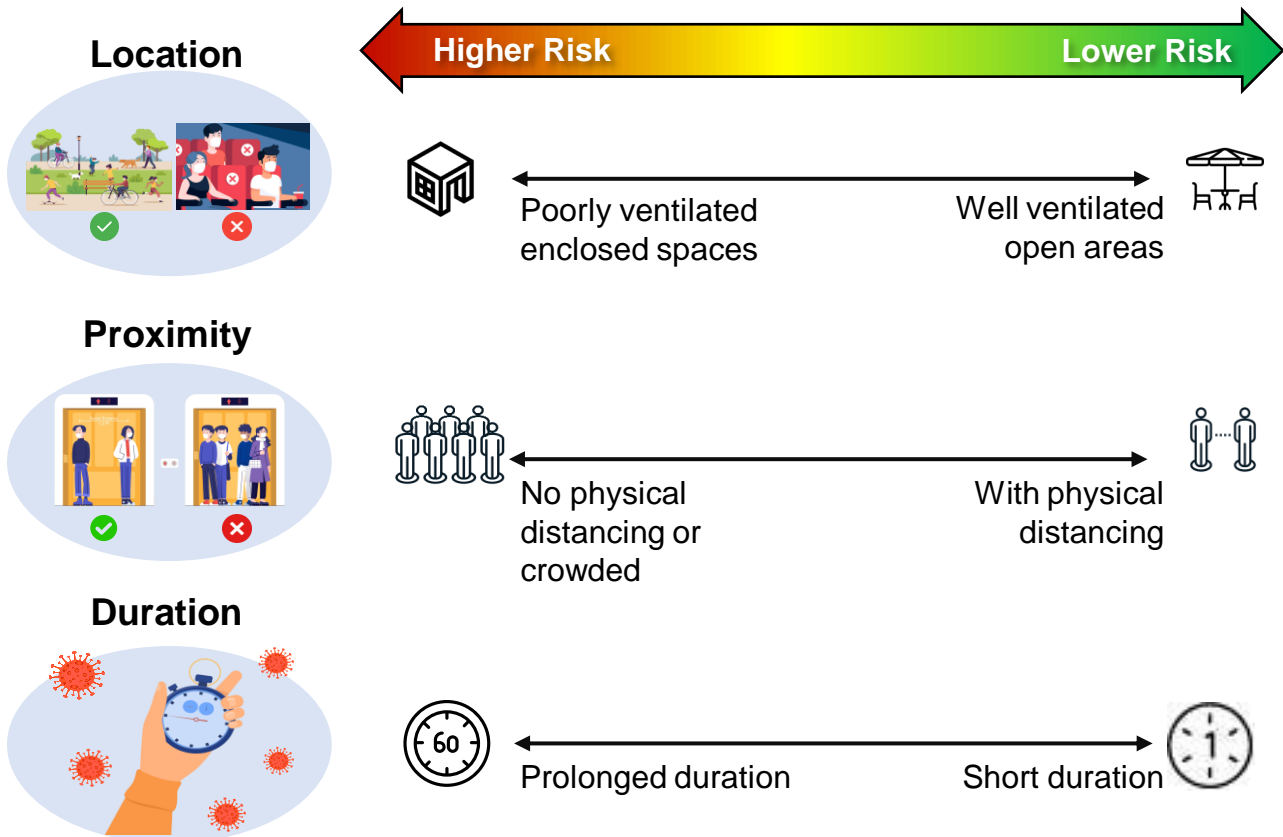 Location
Higher Risk
Lower Risk
Poorly ventilated
enclosed spaces
Well ventilated
open areas
Proximity
No physical
distancing or
crowded
With physical
distancing
Duration
60
Prolonged duration
Short duration
1